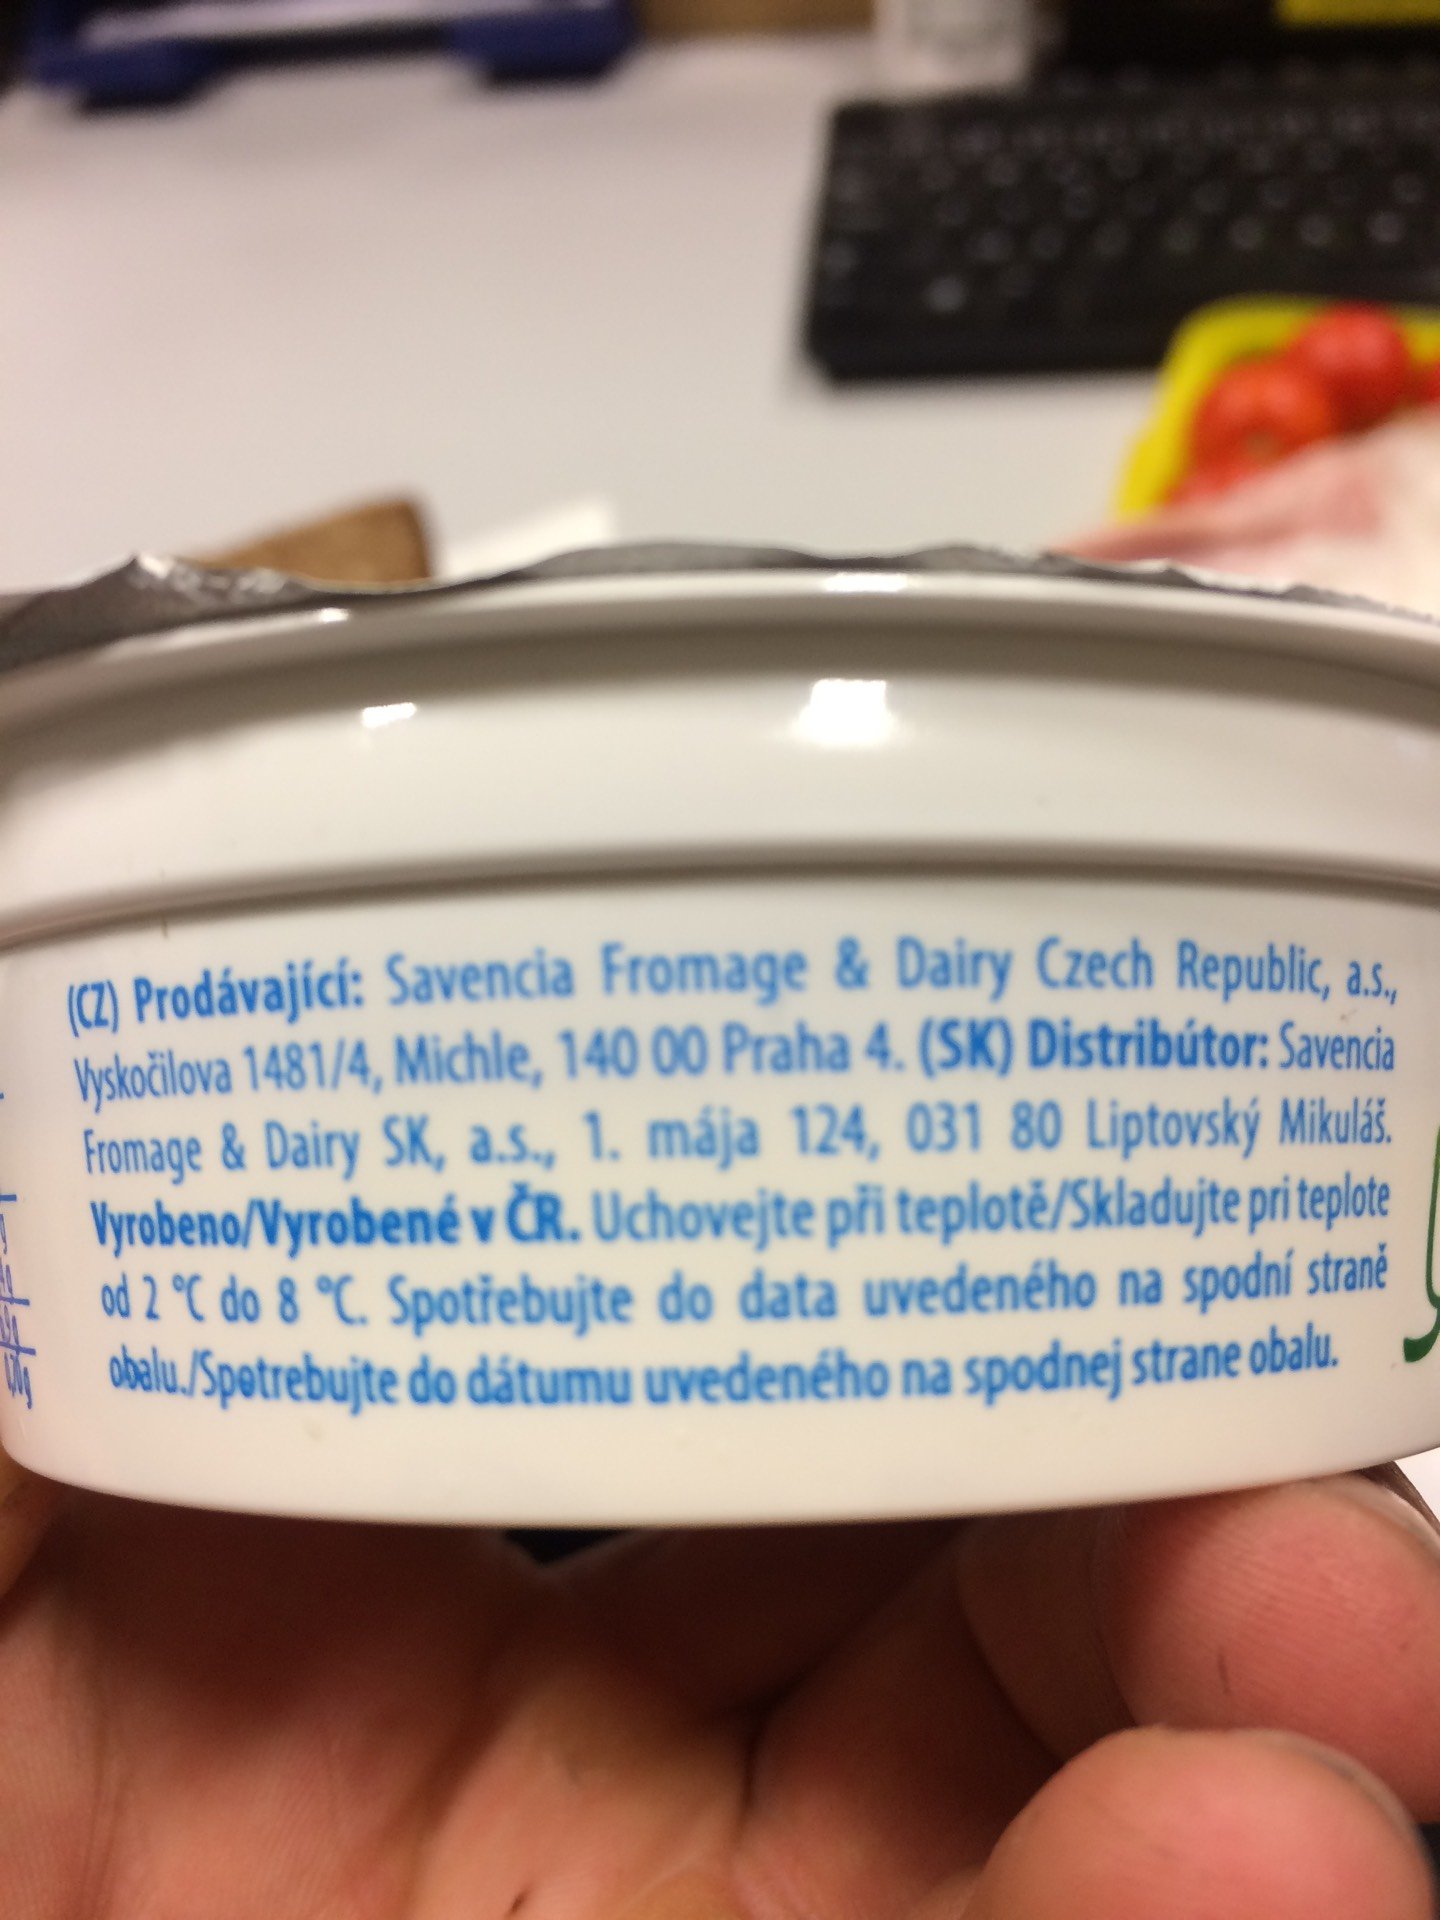 (CZ) Prodávající: Savencia Fromage & Dairy Czech Republic, a.s.,
Vyskočilova 1481/4, Michle, 140 00 Praha 4. (SK) Distribútor: Savencia
Fromage & Dairy SK, a.s., 1. mája 124, 031 80 Liptovský Mikuláš.
Vyrobeno/Vyrobené v ČR. Uchovejte při teplotě/Skladujte pri teplote
od 2 °C do 8 °C. Spotřebujte do data uvedeného na spodní straně
obalu./Spotrebujte do dátumu uvedeného na spodnej strane obalu.